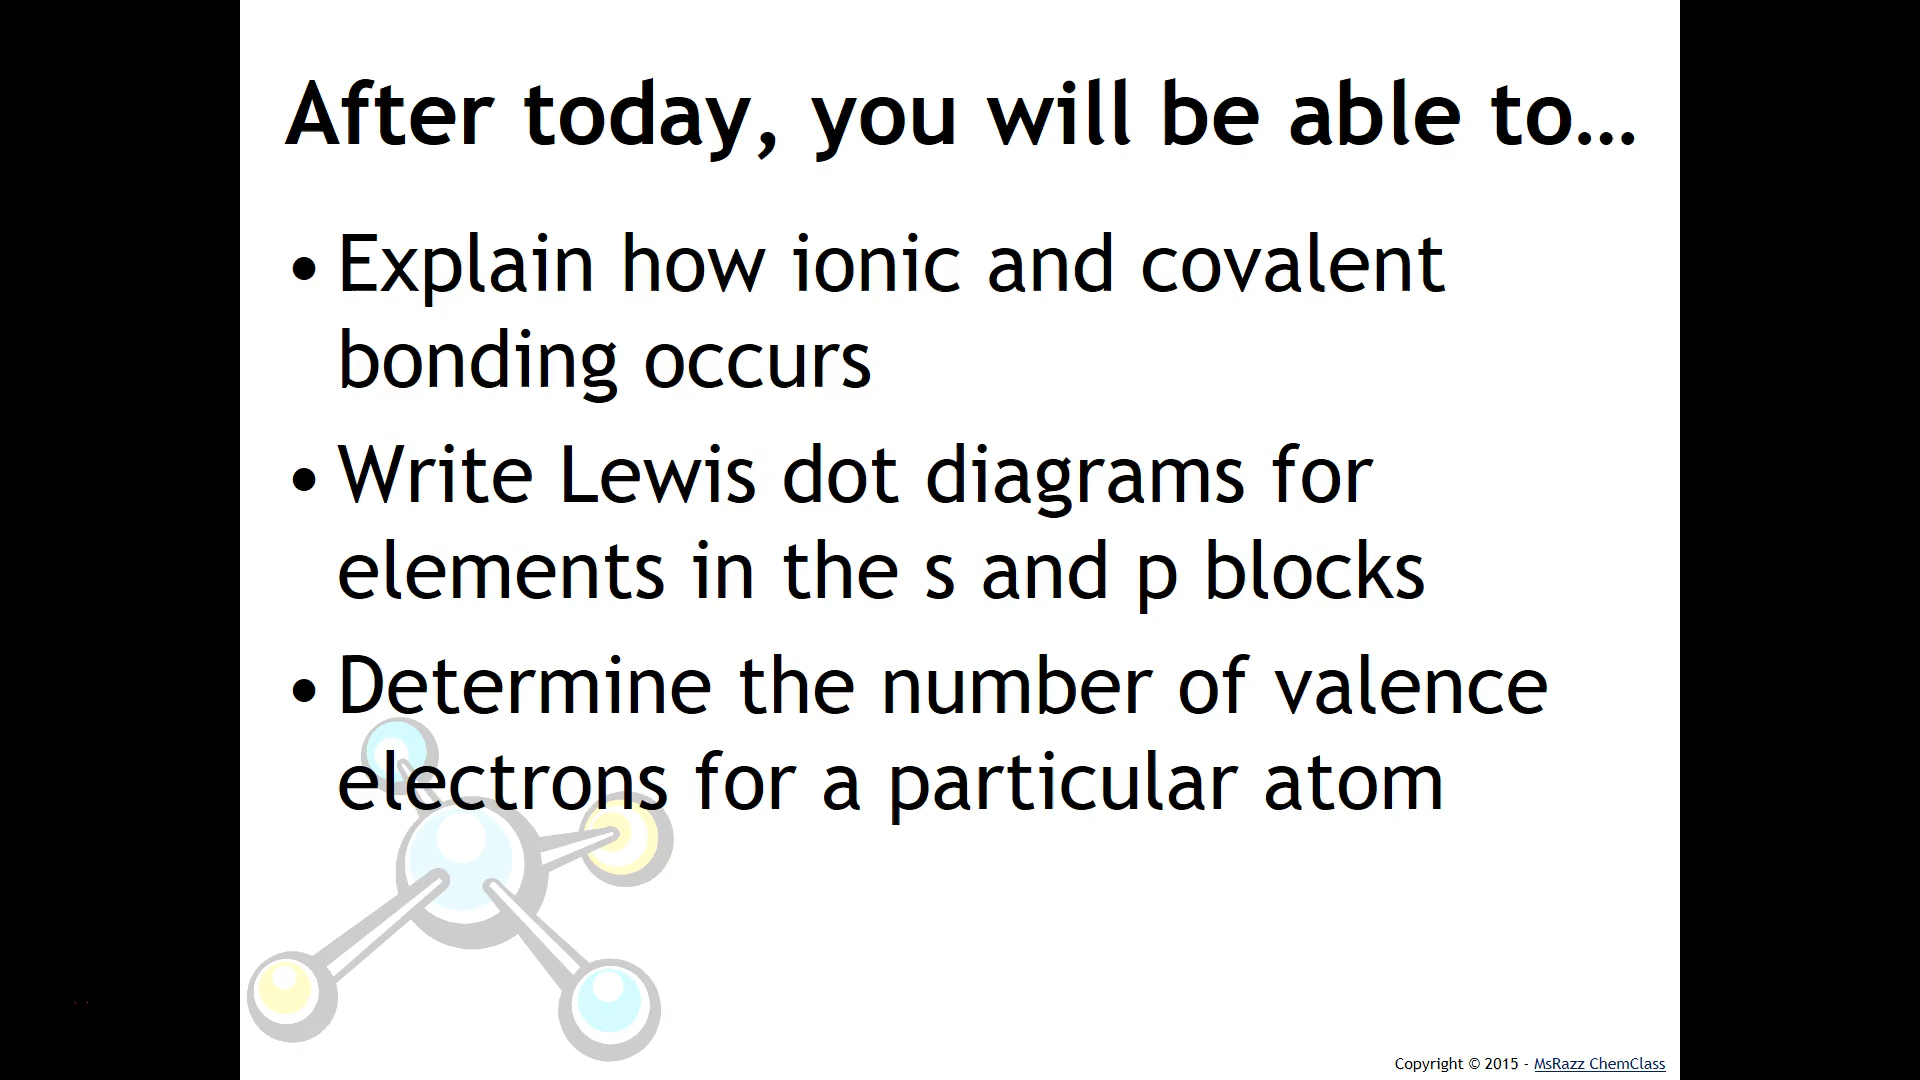 After today, you will be able to…
• Explain how ionic and covalent
bonding occurs
• Write Lewis dot diagrams for
elements in the s and p blocks
• Determine the number of valence
electrons for a particular atom
Copyright © 2015 - MsRazz ChemClass